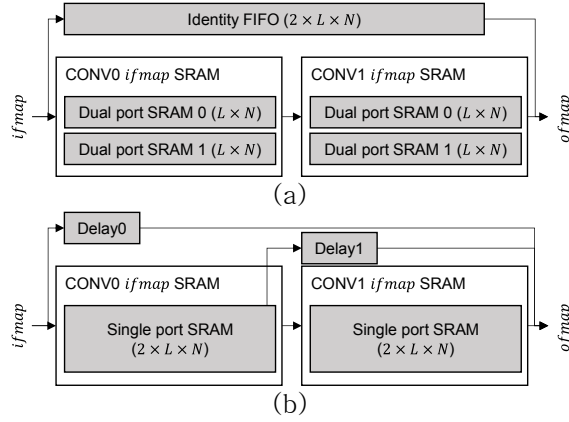 Identity FIFO (2 × L × N)
CONV0 ifmap SRAM
CONV1 ifmap SRAM
Dual port SRAM 0 (L × N)
Dual port SRAM 0 (L × N)
Dual port SRAM 1 (L × N)
Dual port SRAM 1 (L × N)
ifmap
ofmap
(a)
Delay0
Delay1
CONV0 ifmap SRAM
CONV1 ifmap SRAM
Single port SRAM
(2 × L × N)
Single port SRAM
(2 × L × N)
ifmap
ofmap
(b)